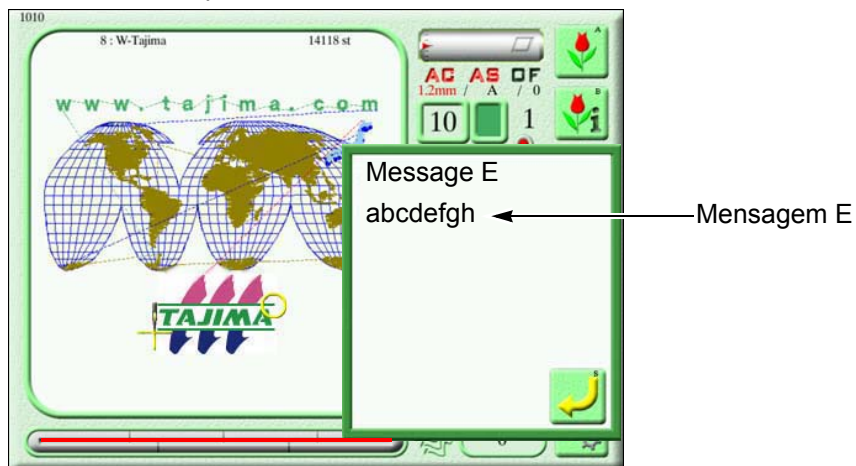 1010
8 : W-Tajima 14118 st
A
www.tajima.com
AC AS OF
1.2mm / A / 0
B
10 1
i
Message E
abcdefgh
Mensagem E
TAJIMA
S